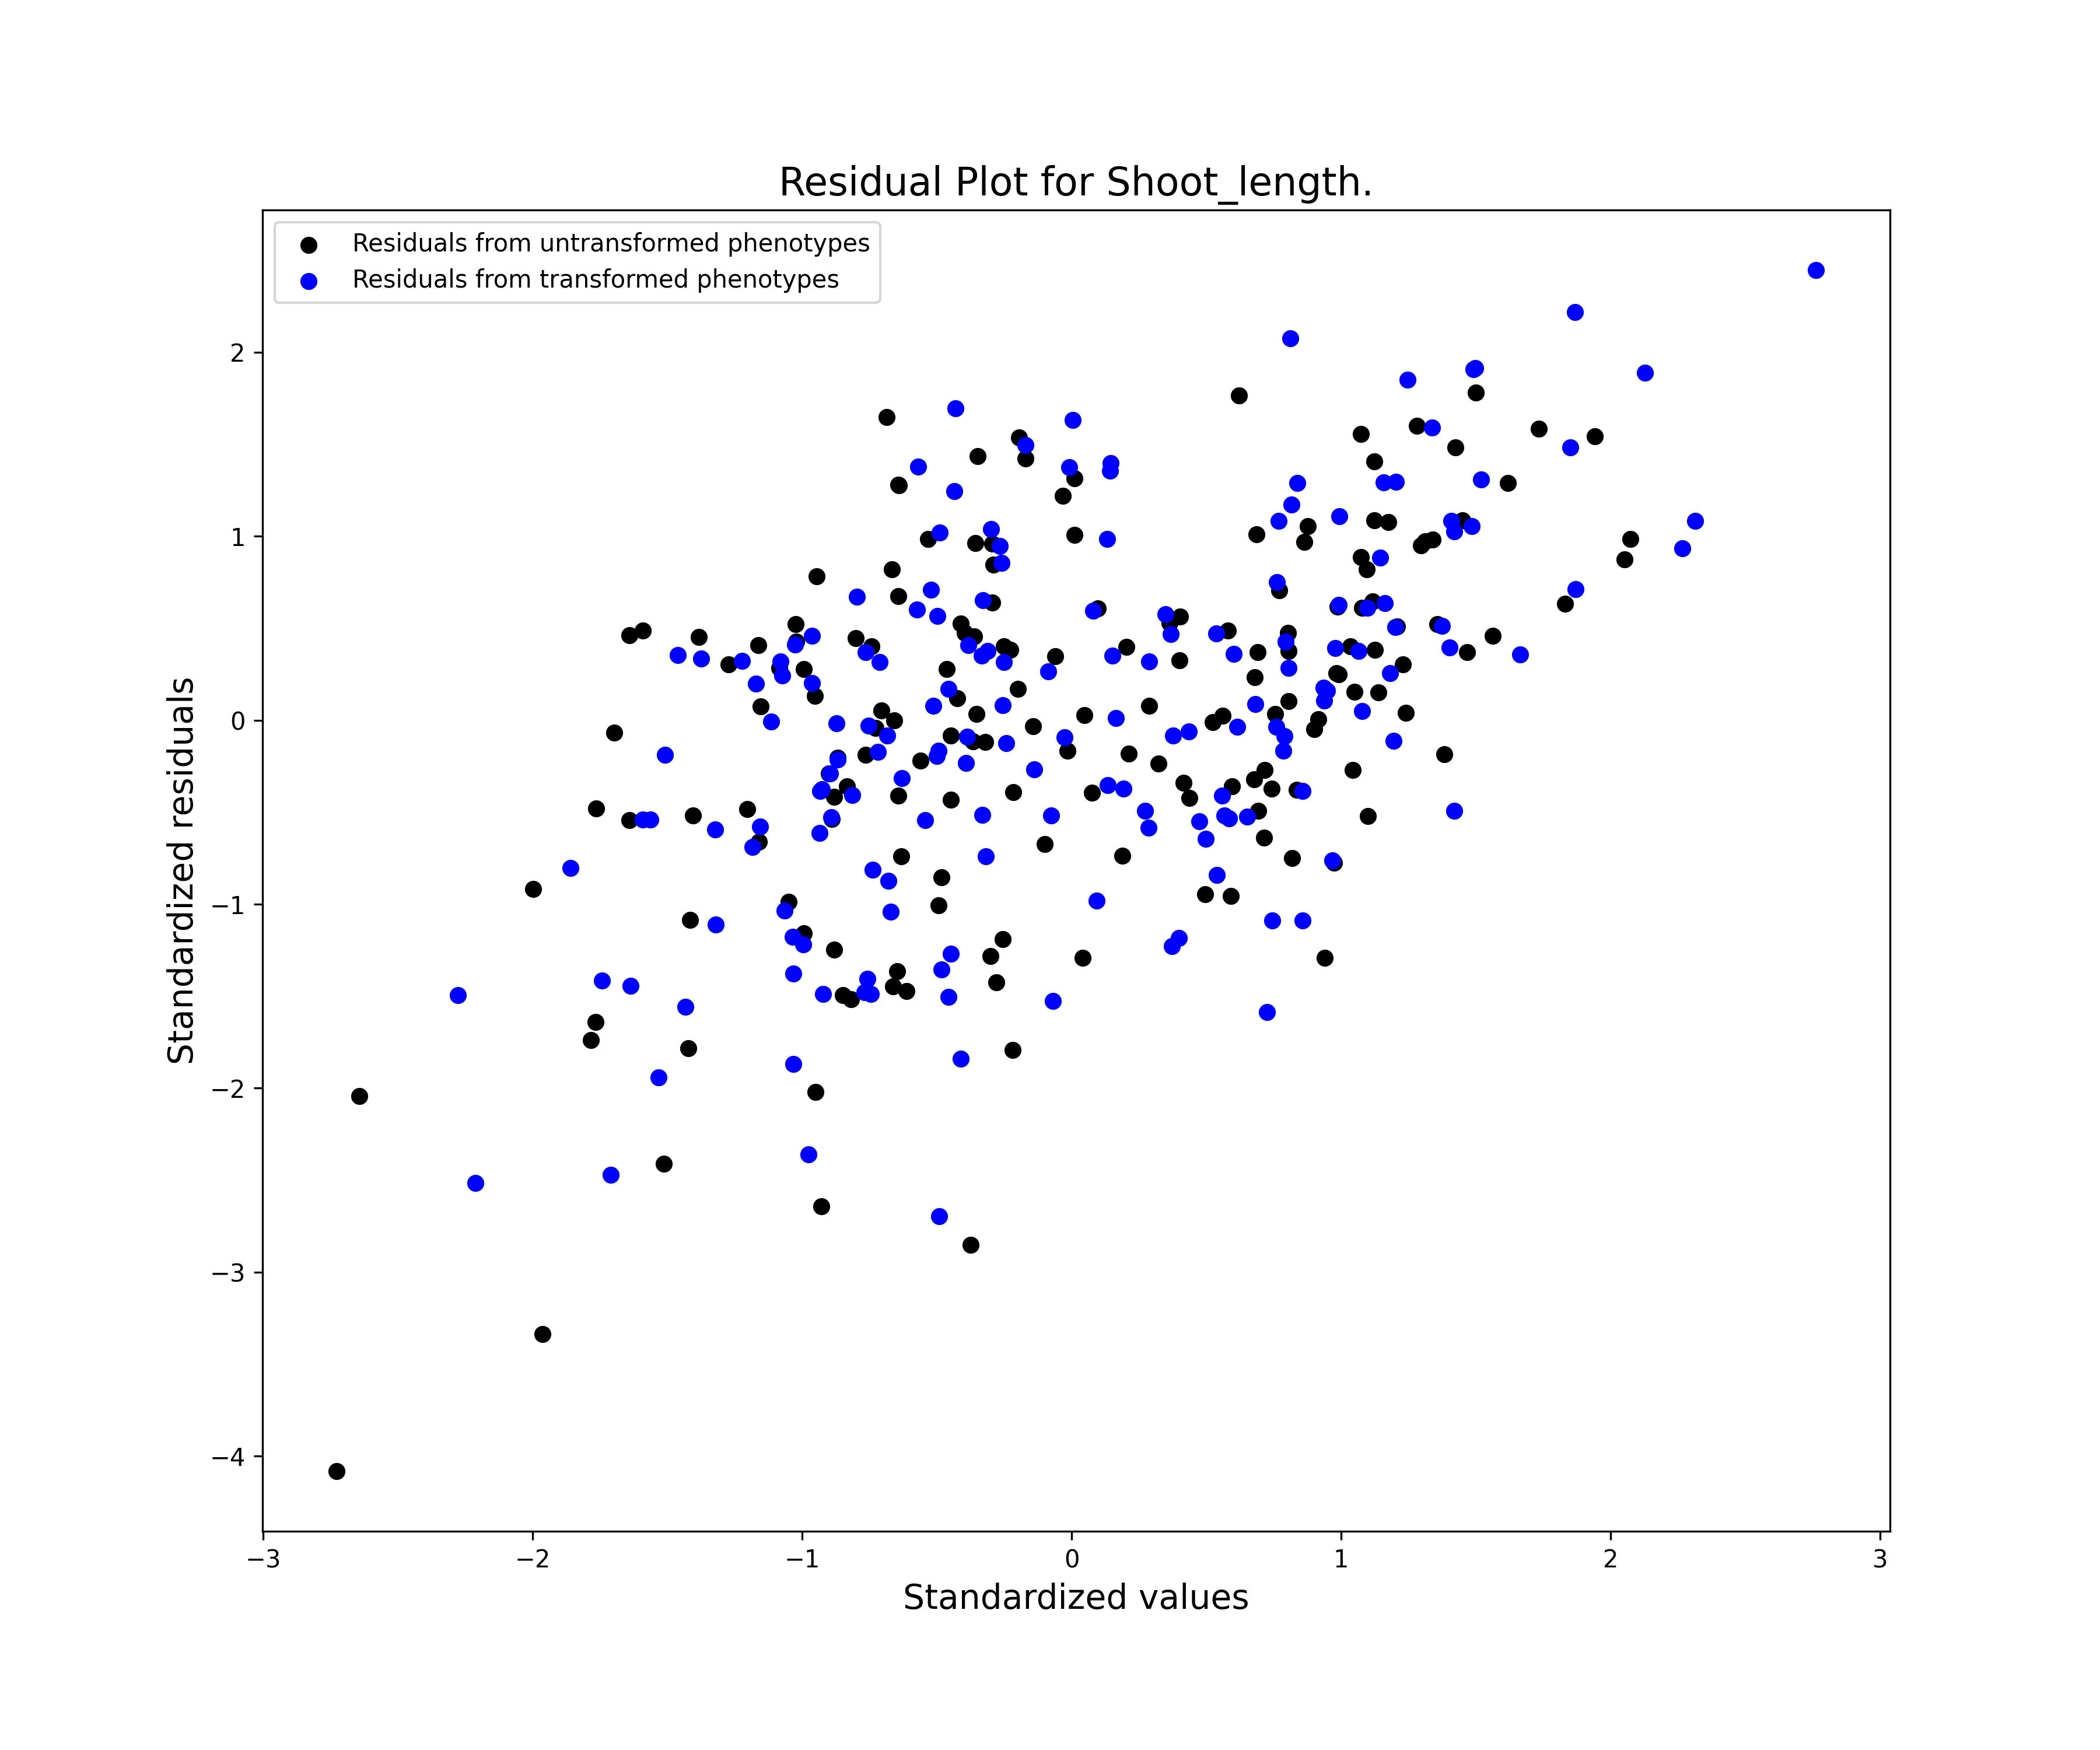 Residual Plot for Shoot_length.
Residuals from untransformed phenotypes
Residuals from transformed phenotypes
2
1
0
−1
−2
−3
−4
Standardized residuals
−3 −2 −1 0 1 2 3
Standardized values